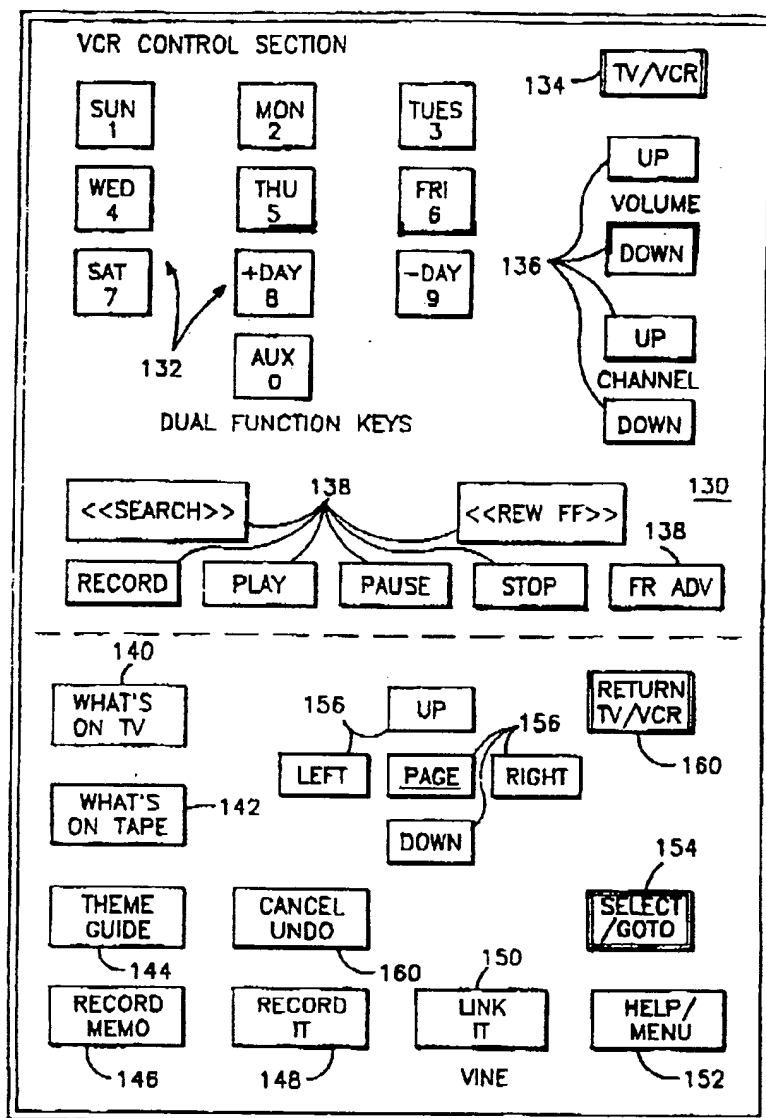 VCR CONTROL SECTION
134
TV/VCR
SUN
1
MON
2
TUES
3
UP
VOLUME
DOWN
WED
4
THU
5
FRI
6
136
SAT
7
+DAY
8
-DAY
9
UP
CHANNEL
DOWN
132
AUX
0
DUAL FUNCTION KEYS
<<SEARCH>>
138
<<REW FF>>
130
138
RECORD
PLAY
PAUSE
STOP
FR ADV
140
WHAT'S
ON TV
156
UP
156
RETURN
TV/VCR
160
LEFT
PAGE
RIGHT
WHAT'S
ON TAPE
142
DOWN
154
THEME
GUIDE
144
CANCEL
UNDO
160
SELECT
/GOTO
150
RECORD
MEMO
146
RECORD
IT
148
LINK
IT
VINE
HELP/
MENU
152